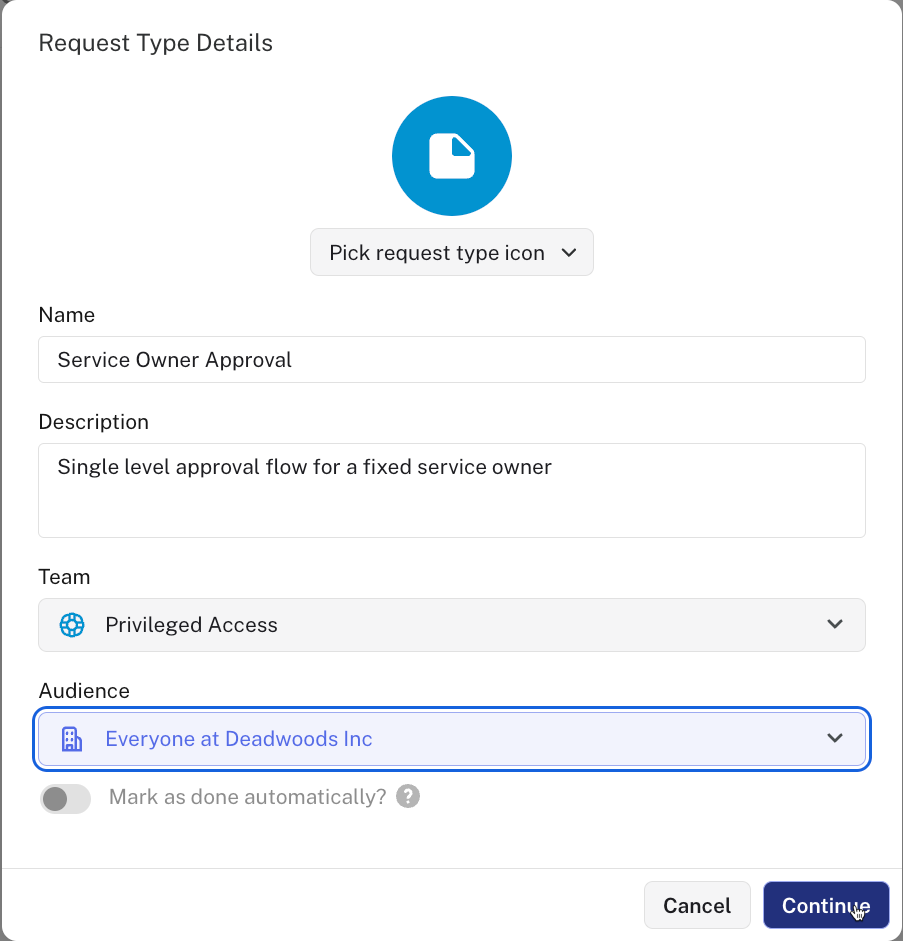 Request Type Details
Pick request type icon
Name
Service Owner Approval
Description
Single level approval flow for a fixed service owner
Team
Privileged Access
Audience
Everyone at Deadwoods Inc
Mark as done automatically? ?
Cancel
Continue